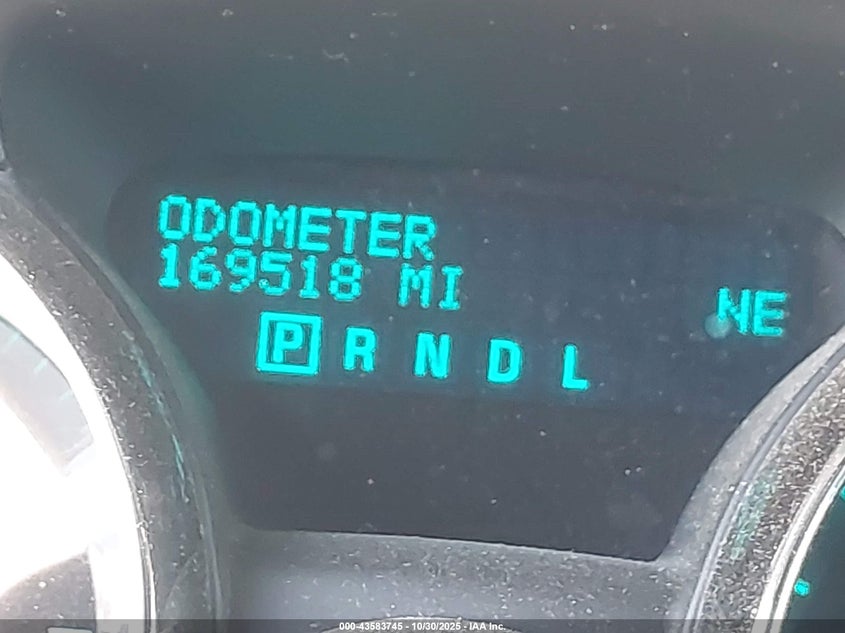 ODOMETER
169518 MI
NE
P R N D L
000-43583745 - 10/30/2025 - IAA Inc.